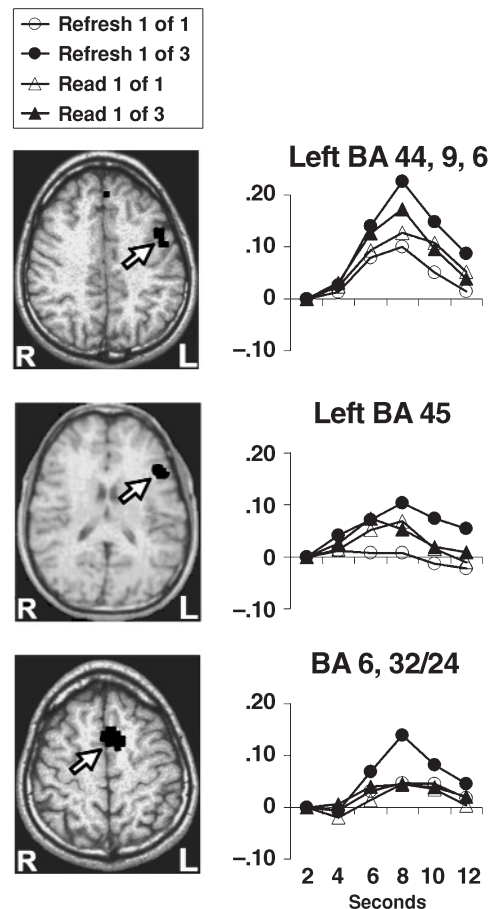 Refresh 1 of 1
Refresh 1 of 3
Read 1 of 1
Read 1 of 3
Left BA 44, 9, 6
.20
.10
0
–.10
R L
Left BA 45
.20
.10
0
–.10
R L
BA 6, 32/24
.20
.10
0
–.10
R L
2 4 6 8 10 12
Seconds